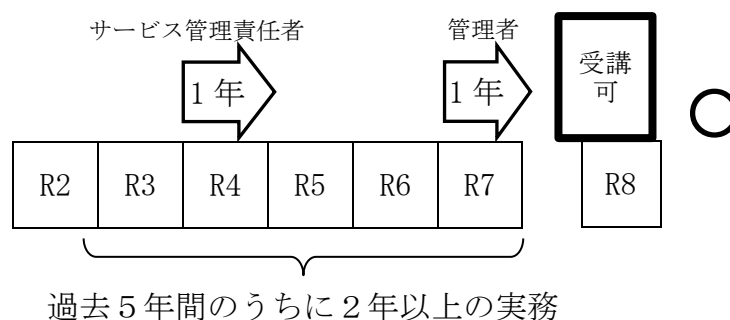 サービス管理責任者
管理者
1年
1年
受講
可
R2 R3 R4 R5 R6 R7 R8
過去5年間のうちに2年以上の実務